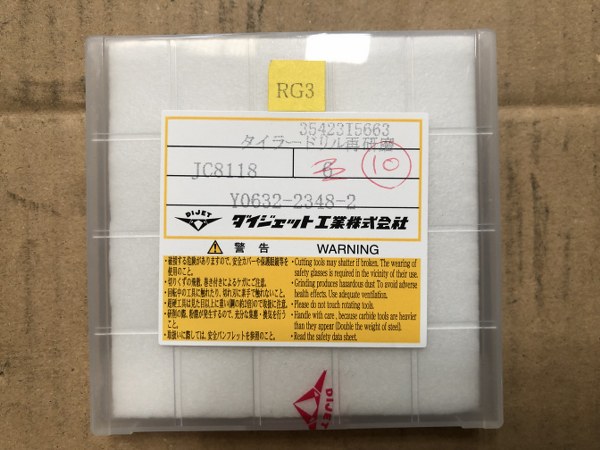 RG3
3542315663
タイラードリル再研磨
JC8118 6 10
Y0632-2348-2
DIJET ダイジェット工業株式会社
警告 WARNING
・破損する危険がありますので、安全カバーや保護眼鏡等を使用のこと。
・切りくずの飛散、巻き付きによるケガにご注意。
・回転中の工具に触れたり、切れ刃に素手で触れないこと。
・超硬工具は見た目以上に重い(鋼の約2倍)ので取扱に注意。
・研削の際、粉塵が発生するので、充分な集塵・換気を行うこと。
・取扱いに際しては、安全パンフレットを参照のこと。
・Cutting tools may shatter if broken. The wearing of safety glasses is required in the vicinity of their use.
・Grinding produces hazardous dust To avoid adverse health effects. Use adequate ventilation.
・Please do not touch rotating tools.
・Handle with care , because carbide tools are heavier than they appear (Double the weight of steel).
・Read the safety data sheet.
DIJET